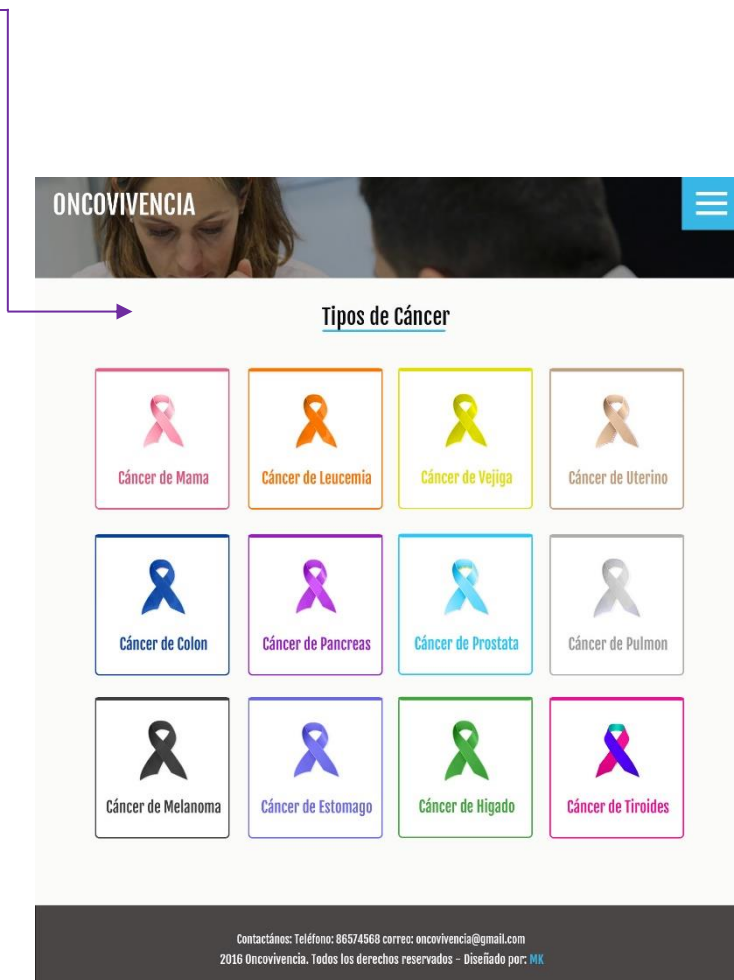 ONCOVIVENCIA
Tipos de Cáncer
Cáncer de Mama
Cáncer de Leucemia
Cáncer de Vejiga
Cáncer de Uterino
Cáncer de Colon
Cáncer de Pancreas
Cáncer de Prostata
Cáncer de Pulmon
Cáncer de Melanoma
Cáncer de Estomago
Cáncer de Higado
Cáncer de Tiroides
Contactános: Teléfono: 86574568 correo: oncovivencia@gmail.com
2016 Oncovivencia. Todos los derechos reservados - Diseñado por: MK